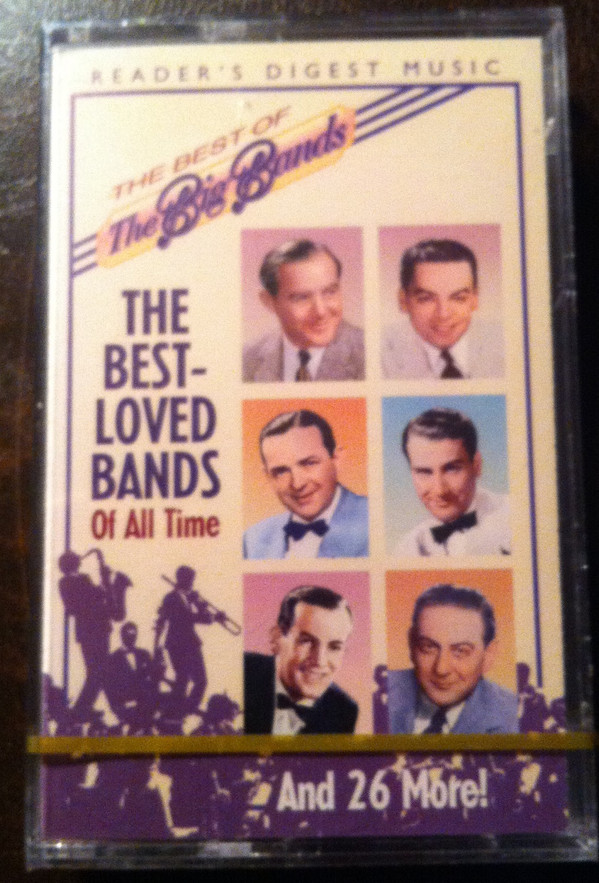 READER'S DIGEST MUSIC
THE BEST OF
The Big Bands
THE
BEST-
LOVED
BANDS
Of All Time
And 26 More!